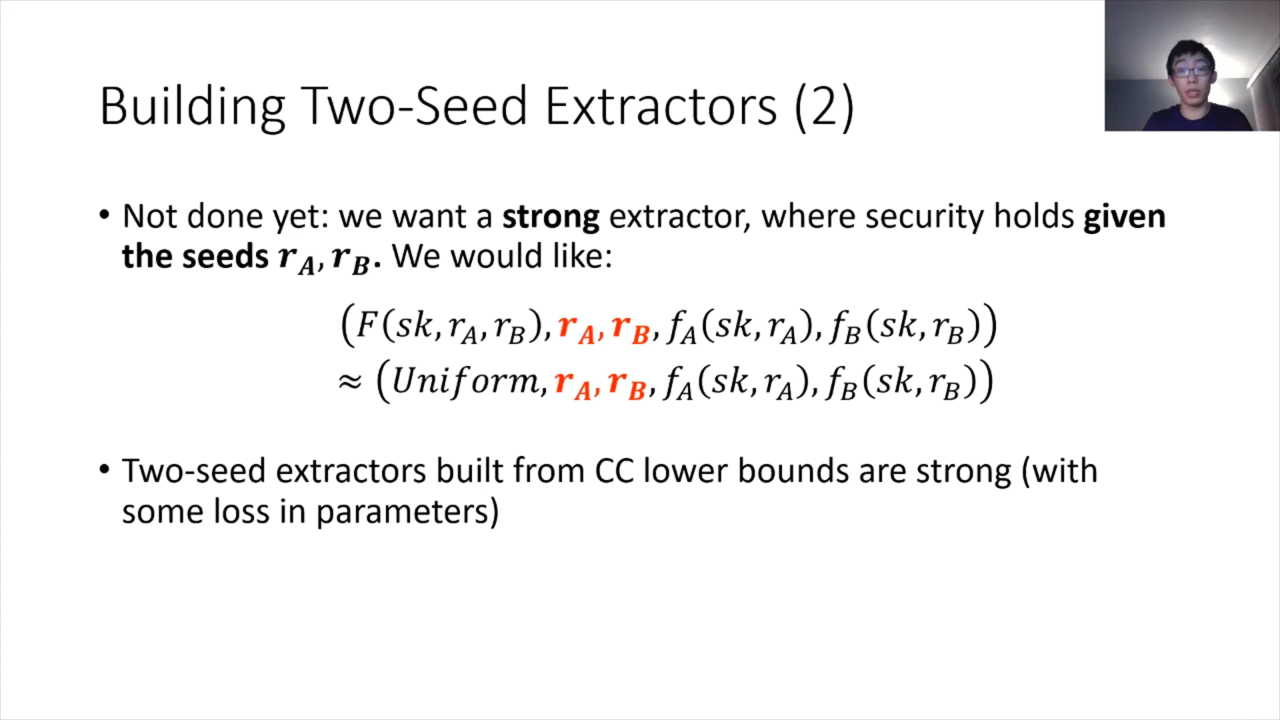 Building Two-Seed Extractors (2)
• Not done yet: we want a strong extractor, where security holds given
the seeds r_A, r_B. We would like:
(F(sk, r_A, r_B), r_A, r_B, f_A(sk, r_A), f_B(sk, r_B))
≈ (Uniform, r_A, r_B, f_A(sk, r_A), f_B(sk, r_B))
• Two-seed extractors built from CC lower bounds are strong (with
some loss in parameters)